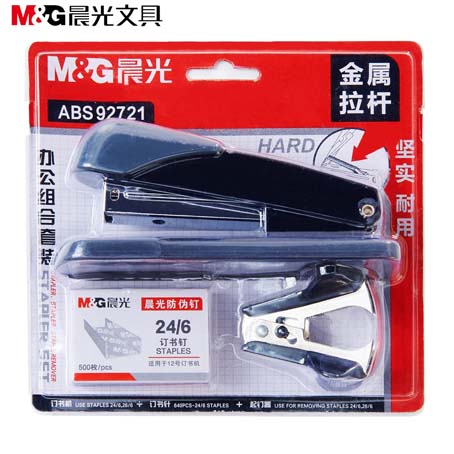 M&G晨光文具
M&G晨光
ABS92721
金属
拉杆
HARD
坚实 耐用
办公组合套装
STAPLER SET
M&G晨光
晨光防伪钉
24/6
订书钉
STAPLES
适用于12号订书机
500枚/pcs
M&G
订书机 USE STAPLES 24/6,26/6 + 订书针 640PCS-24/6 STAPLES + 起钉器 USE FOR REMOVING STAPLES 24/6,26/6